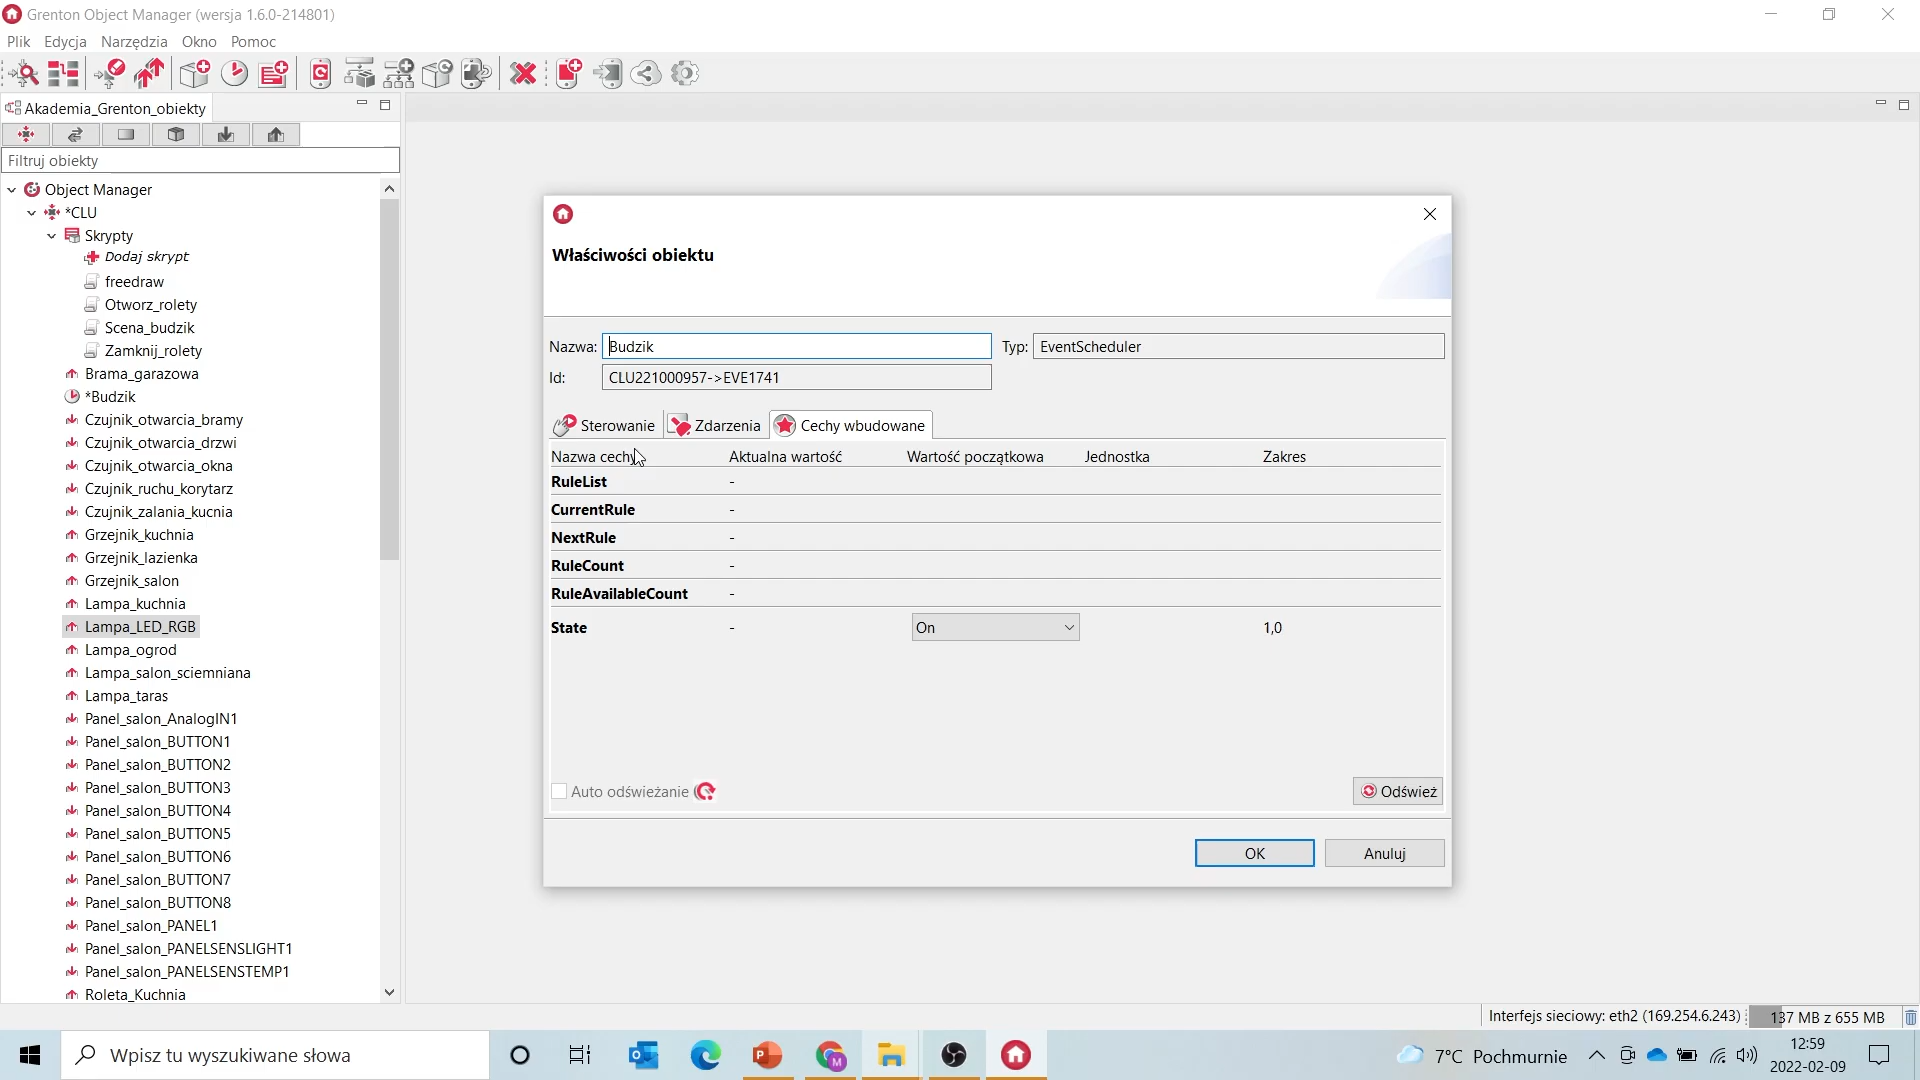 Grenton Object Manager (wersja 1.6.0-214801)
Plik Edycja Narzędzia Okno Pomoc
Akademia_Grenton_obiekty
Filtruj obiekty
Object Manager
*CLU
Skrypty
Dodaj skrypt
freedraw
Otworz_rolety
Scena_budzik
Zamknij_rolety
Brama_garazowa
*Budzik
Czujnik_otwarcia_bramy
Czujnik_otwarcia_drzwi
Czujnik_otwarcia_okna
Czujnik_ruchu_korytarz
Czujnik_zalania_kucnia
Grzejnik_kuchnia
Grzejnik_lazienka
Grzejnik_salon
Lampa_kuchnia
Lampa_LED_RGB
Lampa_ogrod
Lampa_salon_sciemniana
Lampa_taras
Panel_salon_AnalogIN1
Panel_salon_BUTTON1
Panel_salon_BUTTON2
Panel_salon_BUTTON3
Panel_salon_BUTTON4
Panel_salon_BUTTON5
Panel_salon_BUTTON6
Panel_salon_BUTTON7
Panel_salon_BUTTON8
Panel_salon_PANEL1
Panel_salon_PANELSENSLIGHT1
Panel_salon_PANELSENSTEMP1
Roleta_Kuchnia
Właściwości obiektu
Nazwa: Budzik Typ: EventScheduler
Id: CLU221000957->EVE1741
Sterowanie Zdarzenia Cechy wbudowane
Nazwa cechy Aktualna wartość Wartość początkowa Jednostka Zakres
RuleList -
CurrentRule -
NextRule -
RuleCount -
RuleAvailableCount -
State - On 1,0
Auto odświeżanie Odśwież
OK Anuluj
Interfejs sieciowy: eth2 (169.254.6.243) 137 MB z 655 MB
Wpisz tu wyszukiwane słowa
7°C Pochmurnie
12:59
2022-02-09